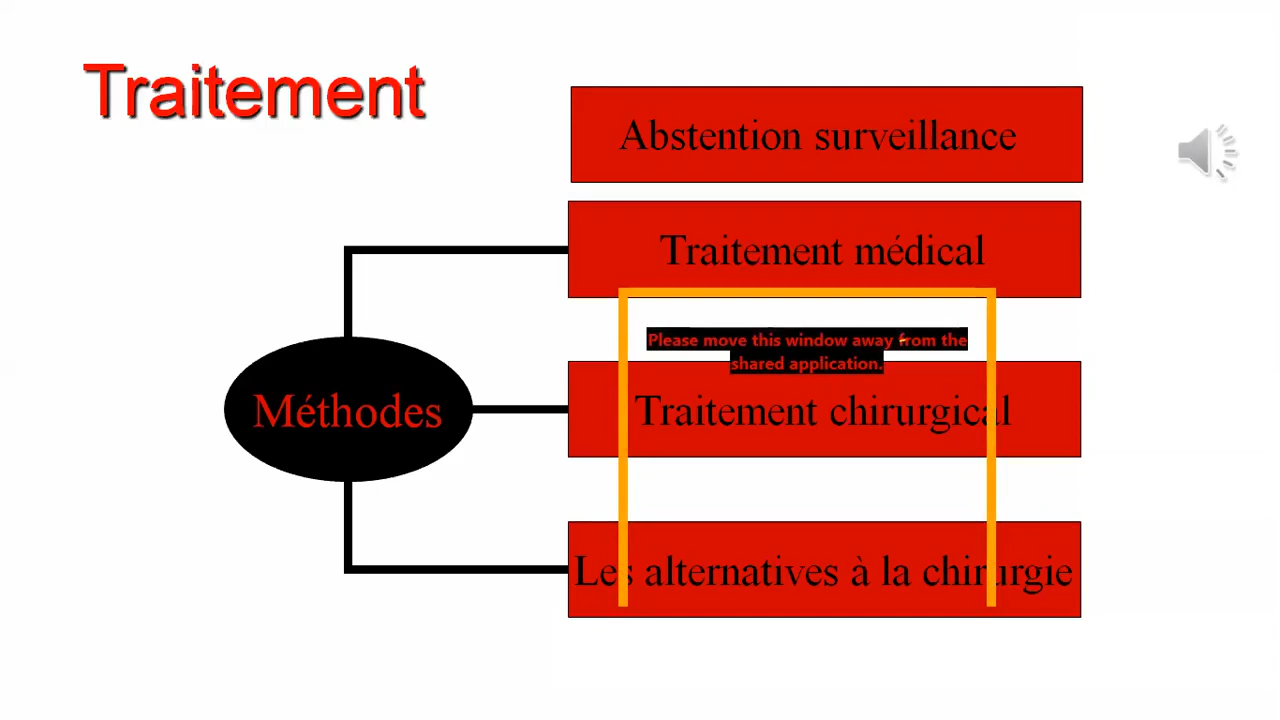 Traitement
Abstention surveillance
Traitement médical
Please move this window away from the
shared application.
Méthodes
Traitement chirurgical
Les alternatives à la chirurgie